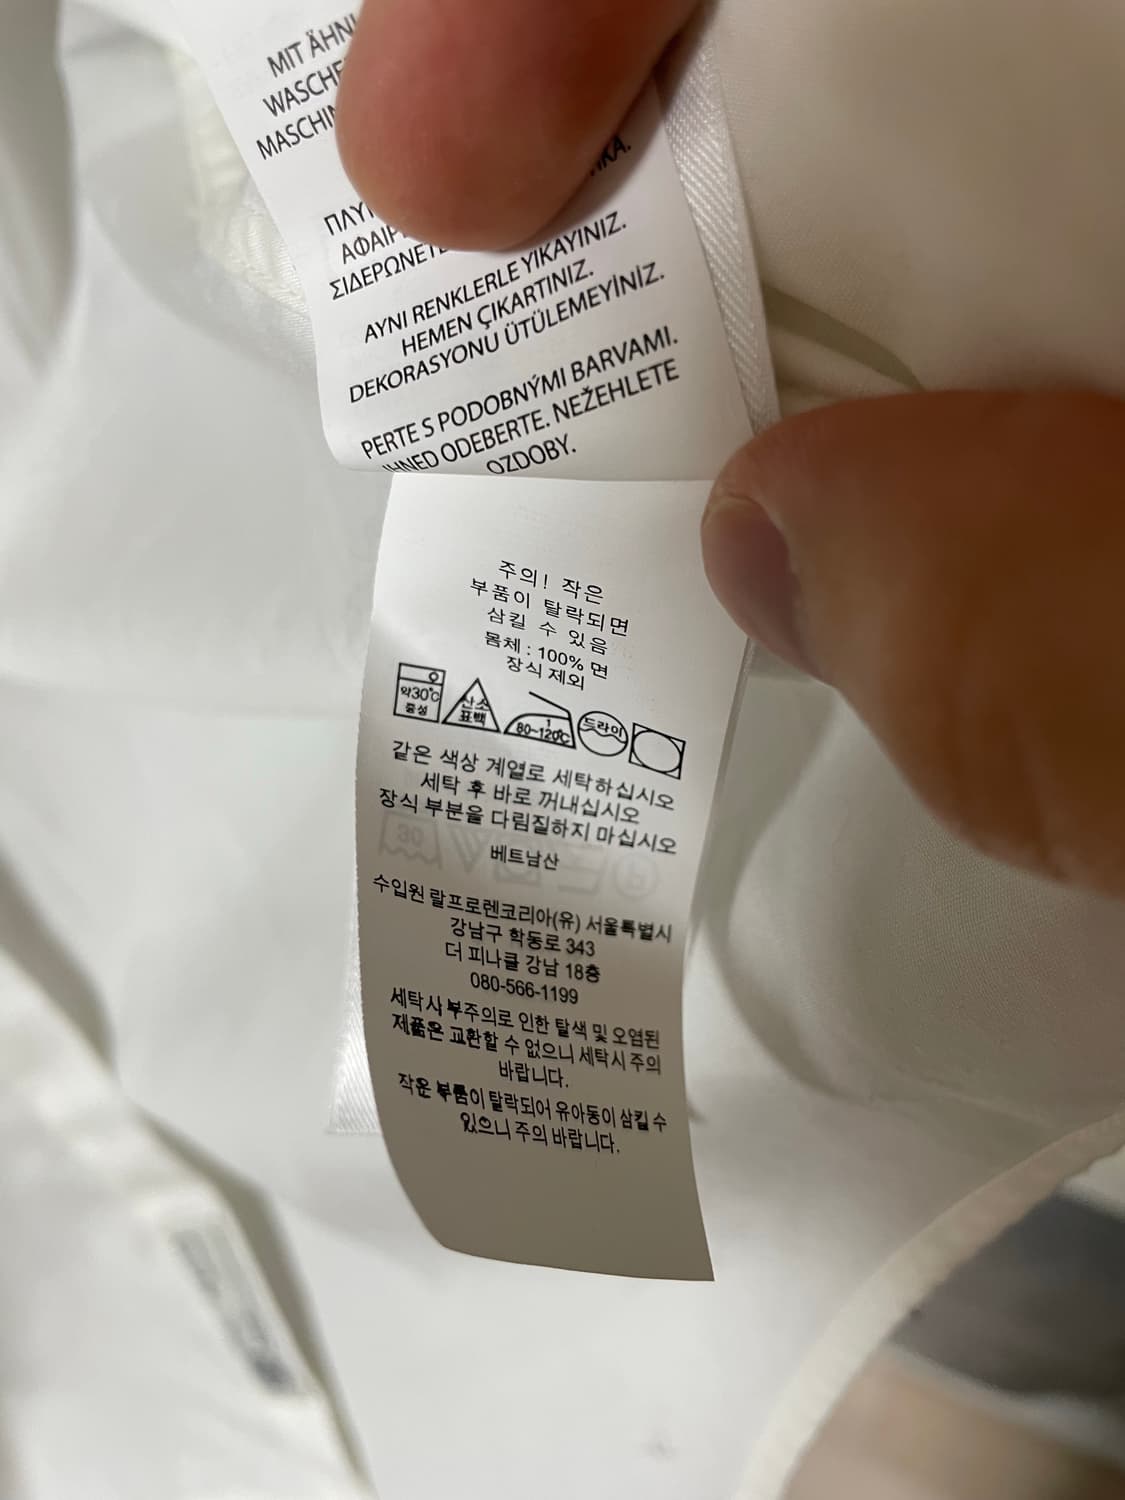 MIT
WASCHE
MASCHIN
ΠΛΥ
ΑΦΑΙΡ
ΣΙΔΕΡΩΝΕΤΕ
AYNI RENKLERLE YIKAYINIZ.
HEMEN ÇIKARTINIZ.
DEKORASYONU ÜTÜLEMEYİNİZ.
PERTE S PODOBNÝMI BARVAMI.
IHNED ODEBERTE. NEŽEHLETE
OZDOBY.
주의! 작은
부품이 탈락되면
삼킬 수 있음
몸체 : 100% 면
장식 제외
약30℃ 중성
산소 표백
1 80~120℃
드라이
같은 색상 계열로 세탁하십시오
세탁 후 바로 꺼내십시오
장식 부분을 다림질하지 마십시오
30
베트남산
수입원 랄프로렌코리아(유) 서울특별시
강남구 학동로 343
더 피나클 강남 18층
080-566-1199
세탁사 부주의로 인한 탈색 및 오염된
제품은 교환할 수 없으니 세탁시 주의
바랍니다.
작은 부품이 탈락되어 유아동이 삼킬 수
있으니 주의 바랍니다.